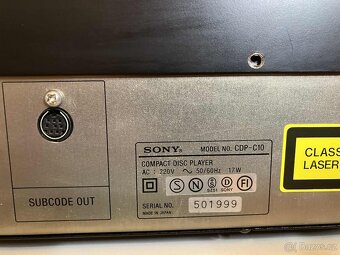 SONY®
MODEL NO. CDP-C10
COMPACT DISC PLAYER
AC : 220V ~ 50/60Hz 17W
S N D FI
SERIAL NO. 501999
MADE IN JAPAN
SUBCODE OUT
CLASS
LASER